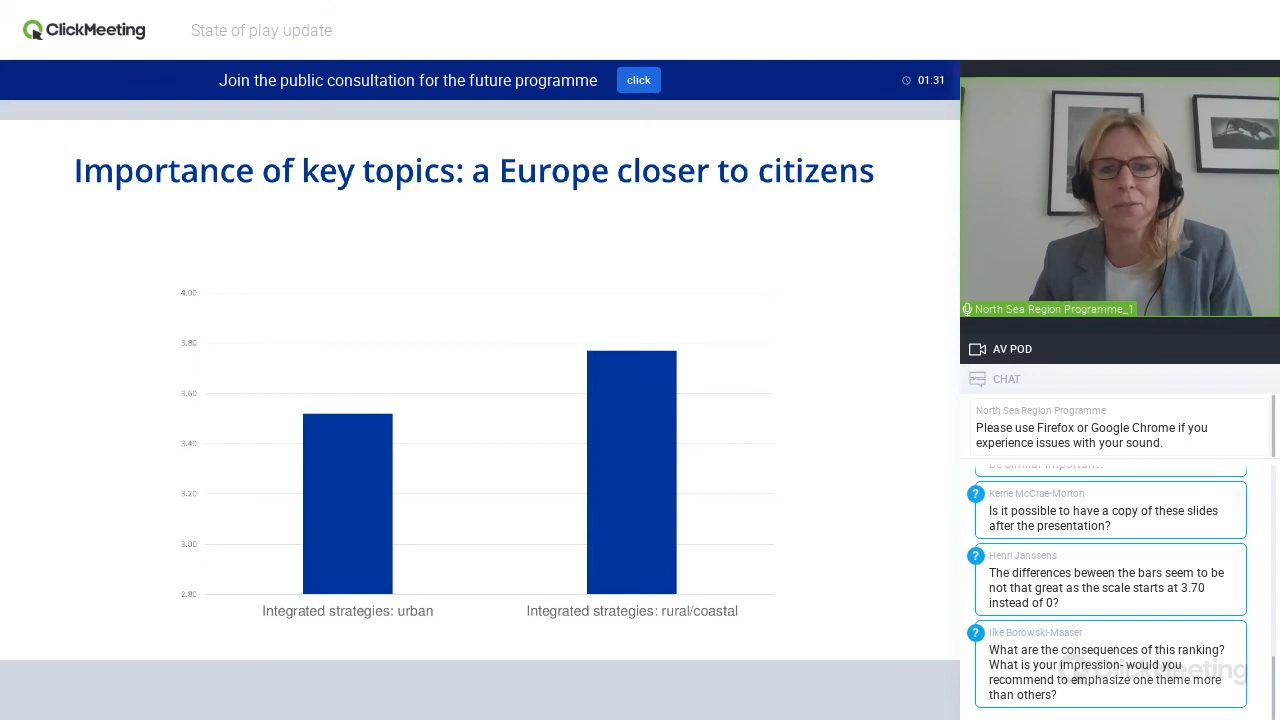 ClickMeeting
State of play update
Join the public consultation for the future programme
click
01:31
Importance of key topics: a Europe closer to citizens
4.00
3.80
3.60
3.40
3.20
3.00
2.80
Integrated strategies: urban
Integrated strategies: rural/coastal
North Sea Region Programme_1
AV POD
CHAT
North Sea Region Programme
Please use Firefox or Google Chrome if you
experience issues with your sound.
be similar important?
?
Kerrie McCrae-Morton
Is it possible to have a copy of these slides
after the presentation?
?
Henri Janssens
The differences beween the bars seem to be
not that great as the scale starts at 3.70
instead of 0?
?
Ilke Borowski-Maaser
What are the consequences of this ranking?
What is your impression- would you
recommend to emphasize one theme more
than others?
ClickMeeting